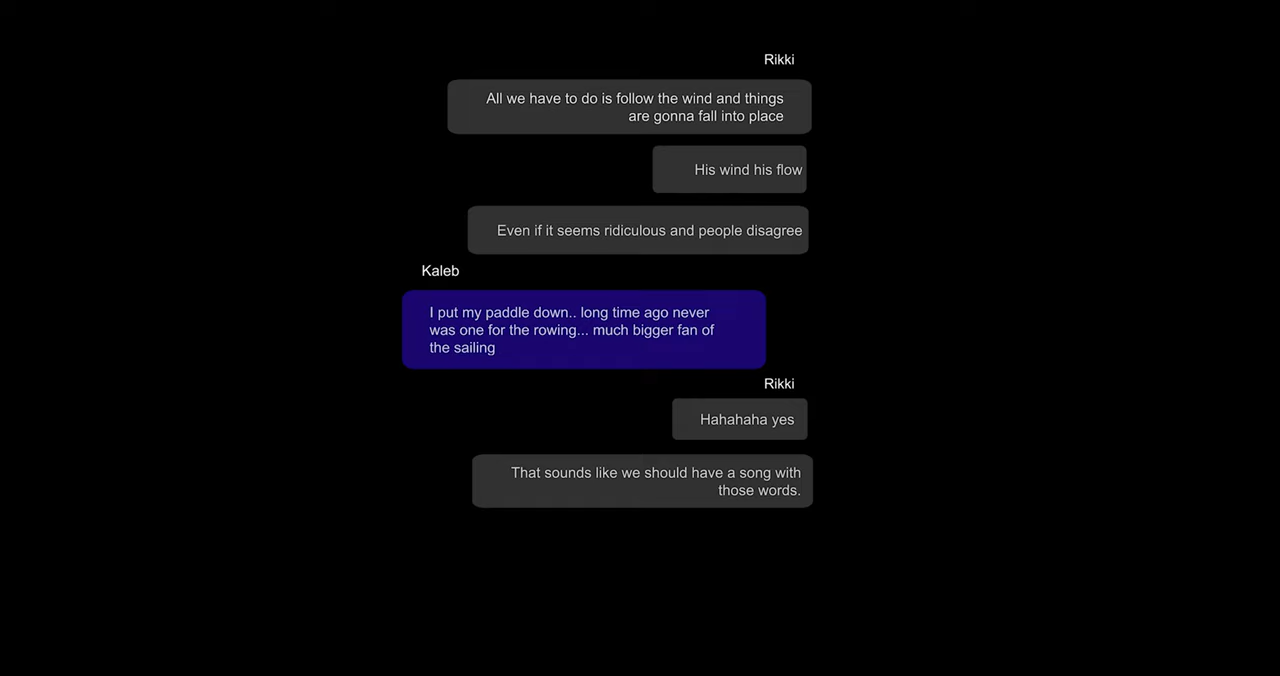 Rikki
All we have to do is follow the wind and things
are gonna fall into place
His wind his flow
Even if it seems ridiculous and people disagree
Kaleb
I put my paddle down.. long time ago never
was one for the rowing... much bigger fan of
the sailing
Rikki
Hahahaha yes
That sounds like we should have a song with
those words.